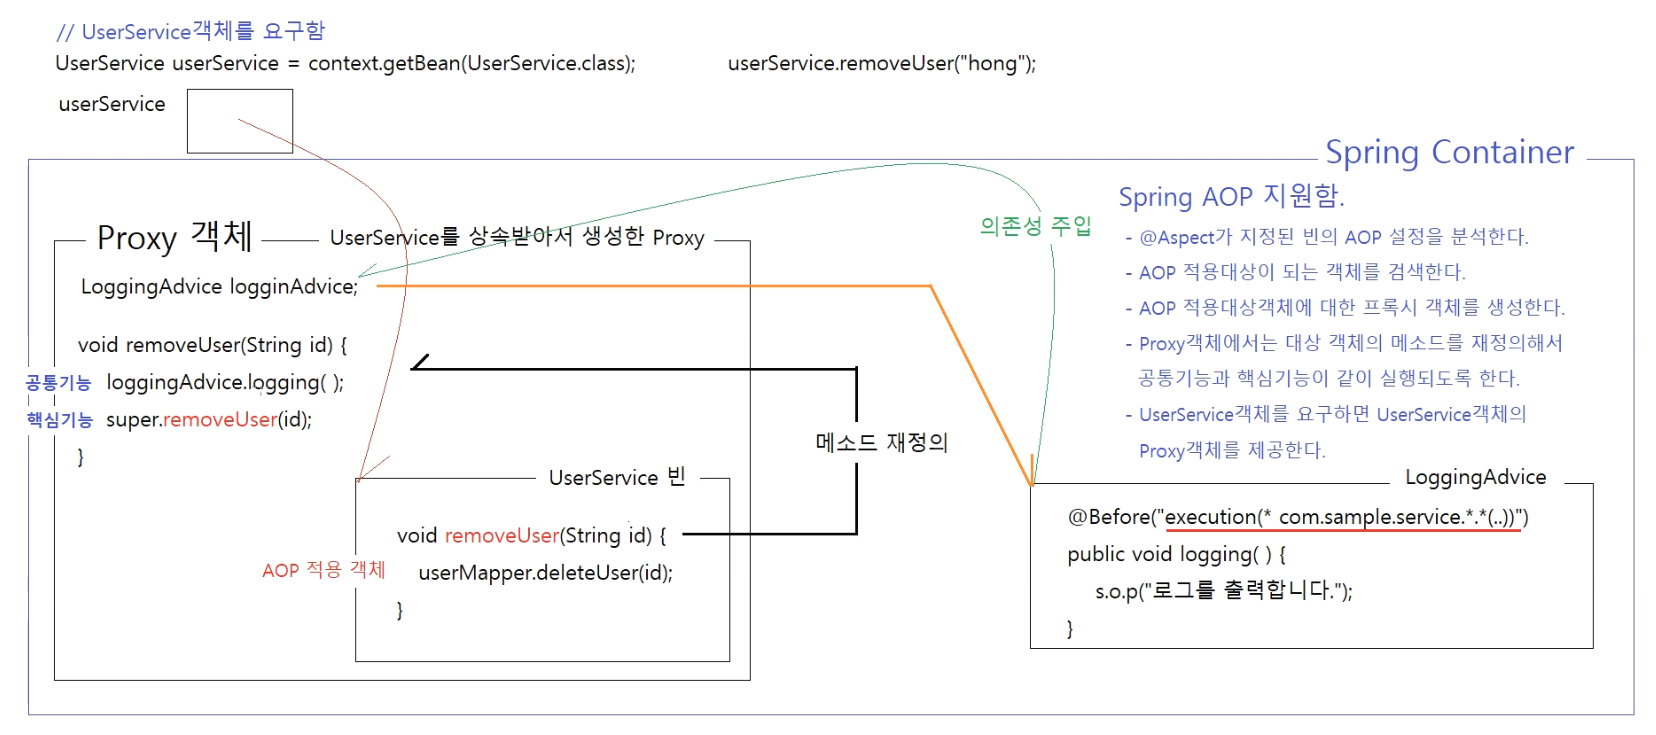 // UserService객체를 요구함
UserService userService = context.getBean(UserService.class);
userService.removeUser("hong");
userService
Spring Container
Spring AOP 지원함.
- @Aspect가 지정된 빈의 AOP 설정을 분석한다.
- AOP 적용대상이 되는 객체를 검색한다.
- AOP 적용대상객체에 대한 프록시 객체를 생성한다.
- Proxy객체에서는 대상 객체의 메소드를 재정의해서
공통기능과 핵심기능이 같이 실행되도록 한다.
- UserService객체를 요구하면 UserService객체의
Proxy객체를 제공한다.
의존성 주입
Proxy 객체
UserService를 상속받아서 생성한 Proxy
LoggingAdvice logginAdvice;
void removeUser(String id) {
공통기능 loggingAdvice.logging( );
핵심기능 super.removeUser(id);
}
메소드 재정의
UserService 빈
void removeUser(String id) {
userMapper.deleteUser(id);
}
AOP 적용 객체
LoggingAdvice
@Before("execution(* com.sample.service.*.*(..))")
public void logging( ) {
s.o.p("로그를 출력합니다.");
}